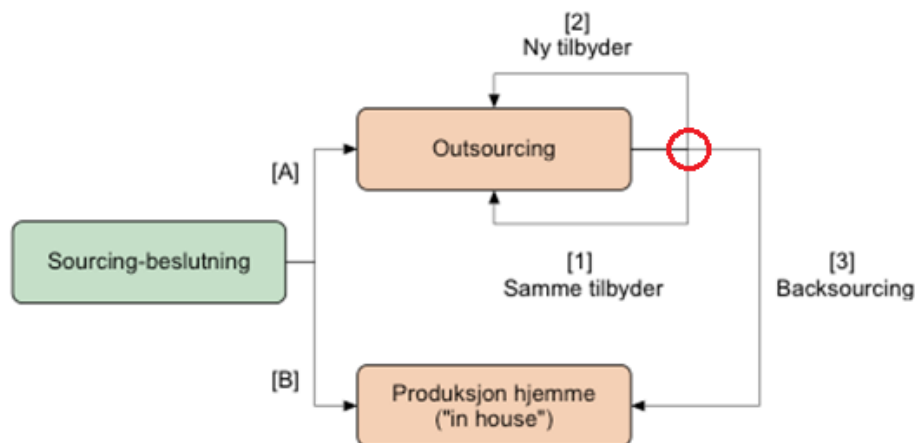 [2]
Ny tilbyder
Outsourcing
[A]
Sourcing-beslutning
[1]
Samme tilbyder
[3]
Backsourcing
[B]
Produksjon hjemme
("in house")